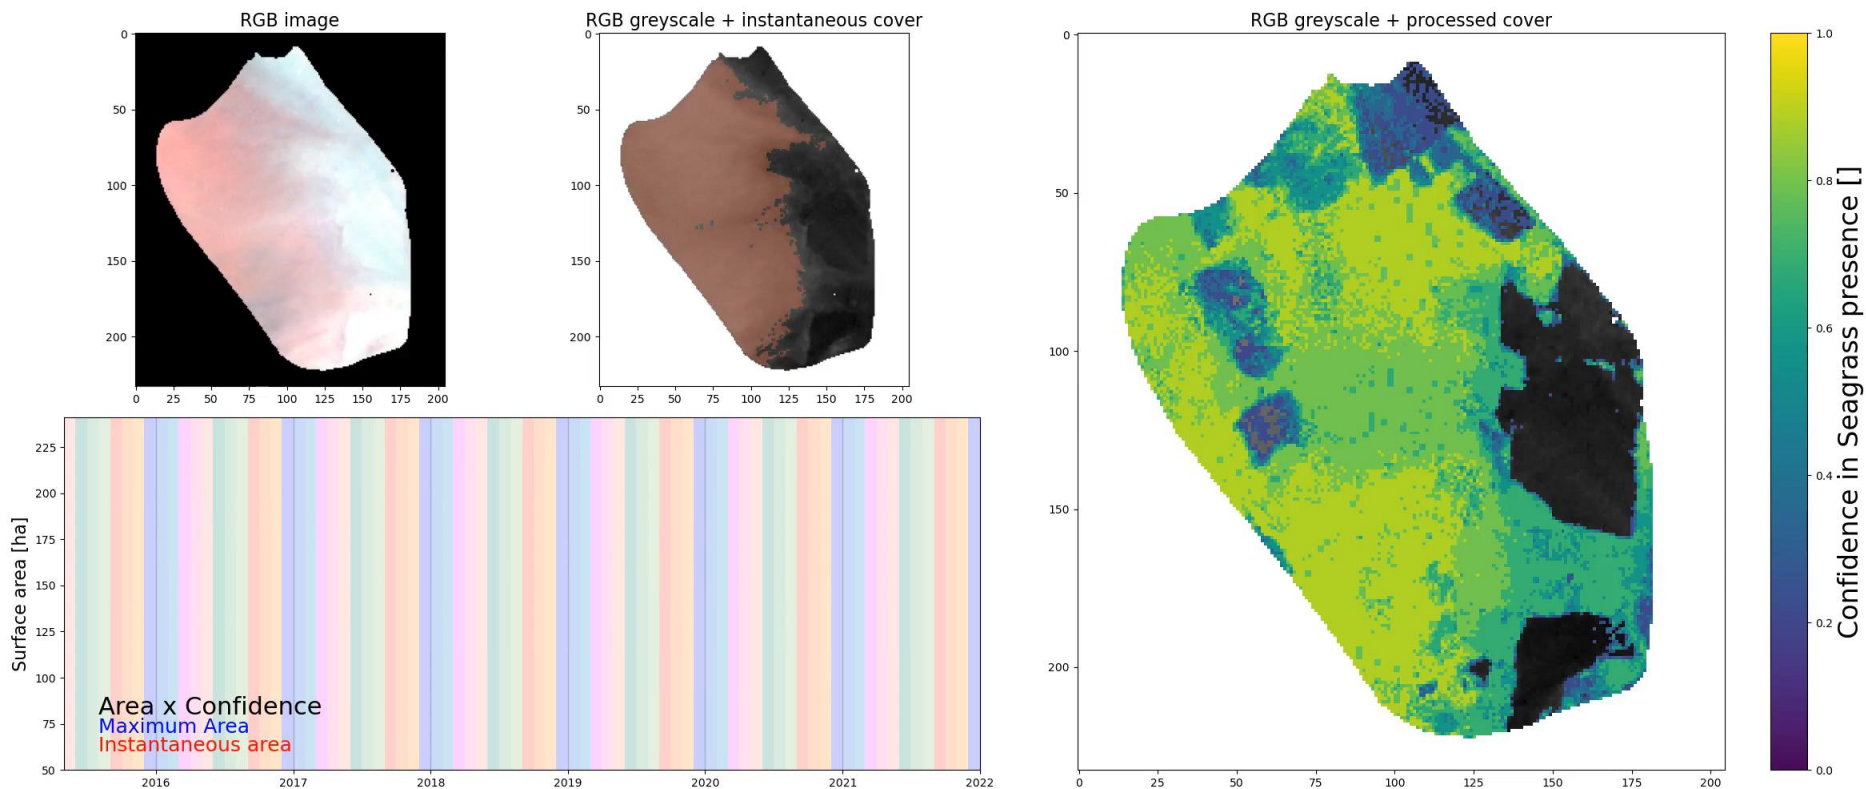 RGB image
RGB greyscale + instantaneous cover
RGB greyscale + processed cover
0
50
100
150
200
0 25 50 75 100 125 150 175 200
0
50
100
150
200
0 25 50 75 100 125 150 175 200
225
200
175
150
125
100
75
50
Surface area [ha]
Area x Confidence
Maximum Area
Instantaneous area
2016 2017 2018 2019 2020 2021 2022
0
50
100
150
200
0 25 50 75 100 125 150 175 200
1.0
0.8
0.6
0.4
0.2
0.0
Confidence in Seagrass presence []